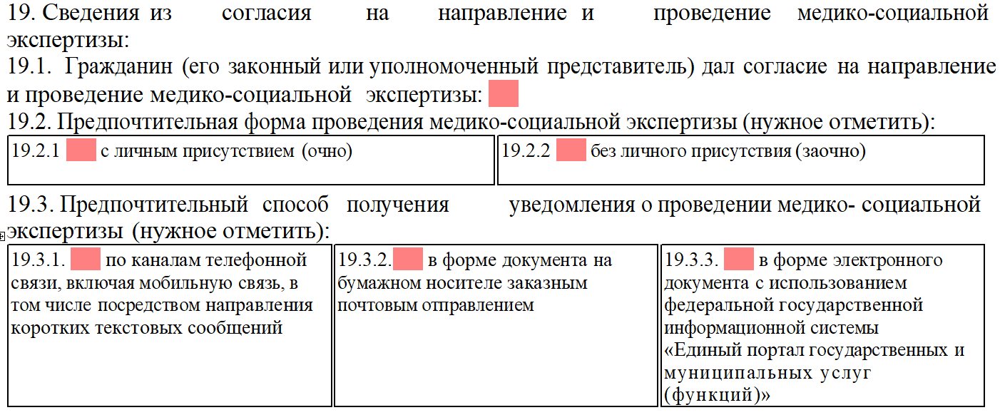 19. Сведения из согласия на направление и проведение медико-социальной
экспертизы:
19.1. Гражданин (его законный или уполномоченный представитель) дал согласие на направление
и проведение медико-социальной экспертизы:
19.2. Предпочтительная форма проведения медико-социальной экспертизы (нужное отметить):
19.2.1 с личным присутствием (очно)
19.2.2 без личного присутствия (заочно)
19.3. Предпочтительный способ получения уведомления о проведении медико- социальной
экспертизы (нужное отметить):
19.3.1. по каналам телефонной
связи, включая мобильную связь, в
том числе посредством направления
коротких текстовых сообщений
19.3.2. в форме документа на
бумажном носителе заказным
почтовым отправлением
19.3.3. в форме электронного
документа с использованием
федеральной государственной
информационной системы
«Единый портал государственных и
муниципальных услуг
(функций)»